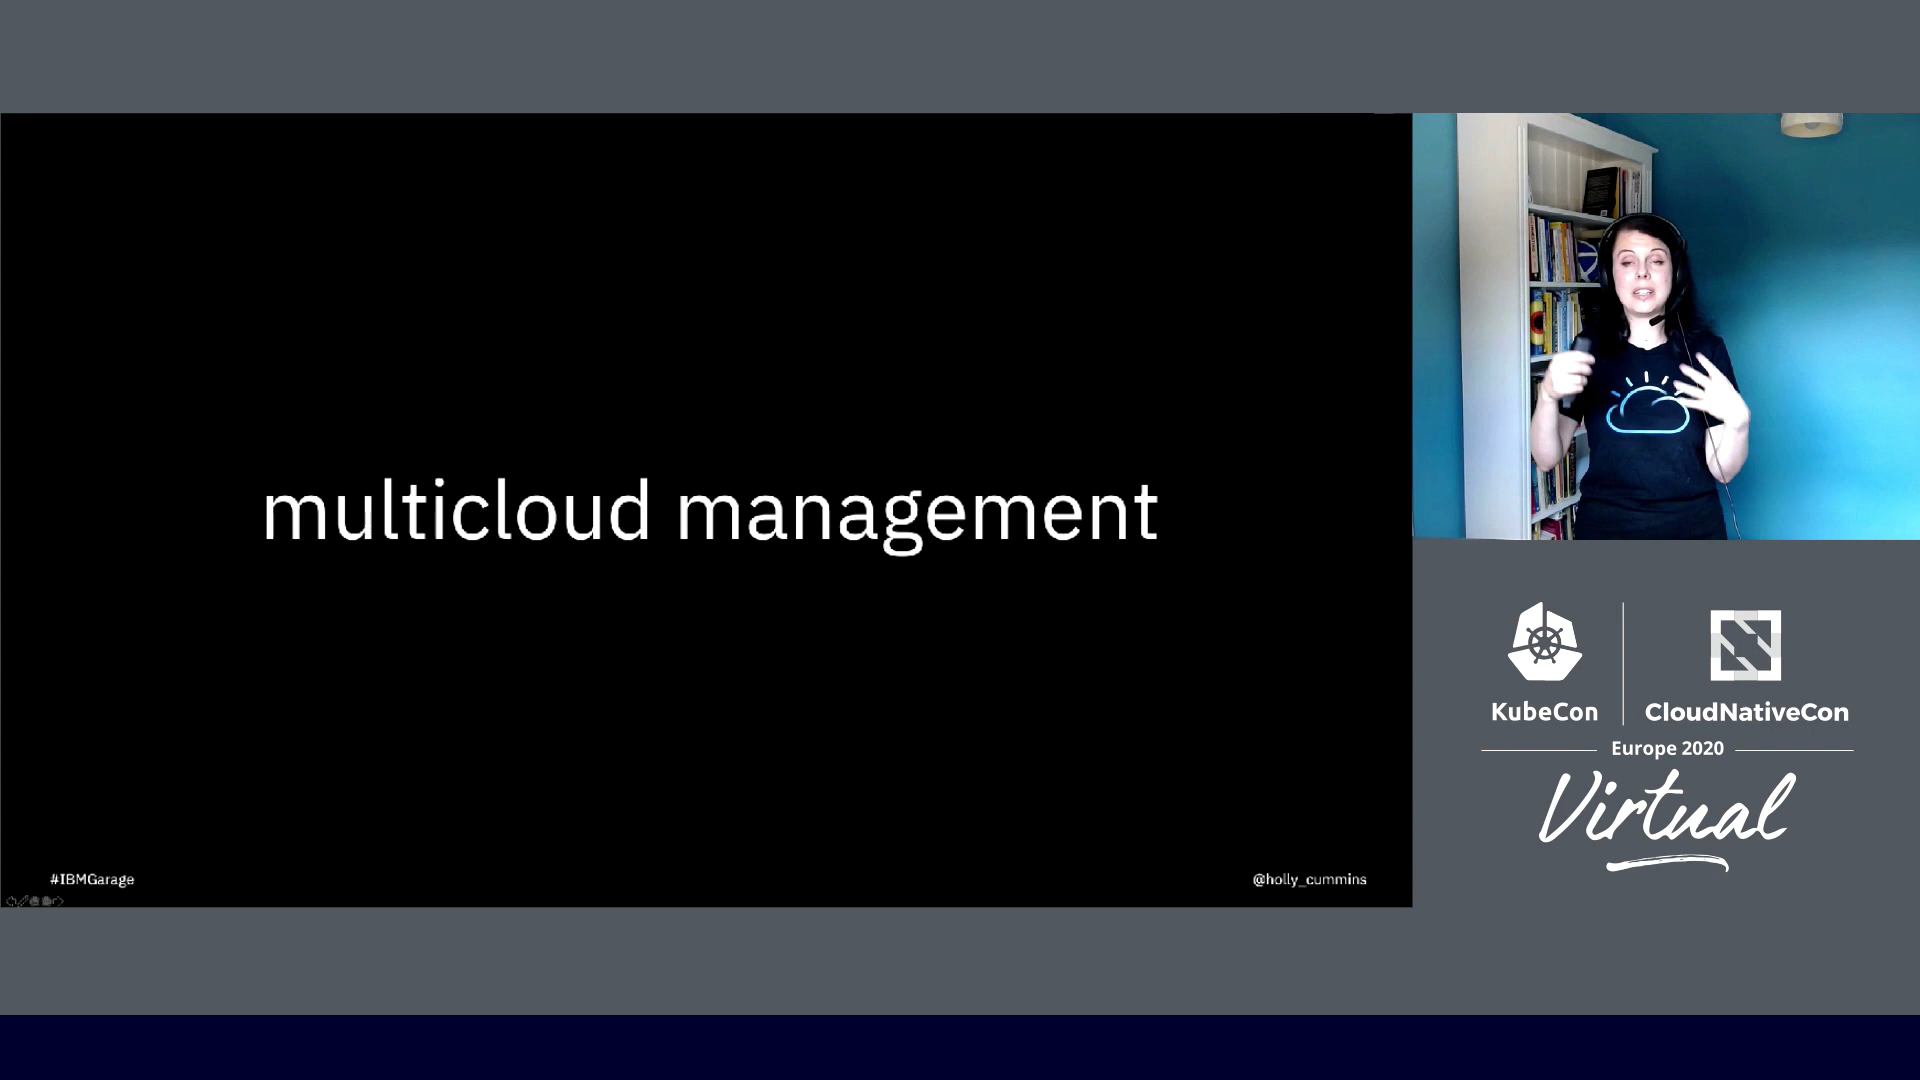 multicloud management
#IBMGarage
@holly_cummins
KubeCon
CloudNativeCon
Europe 2020
Virtual